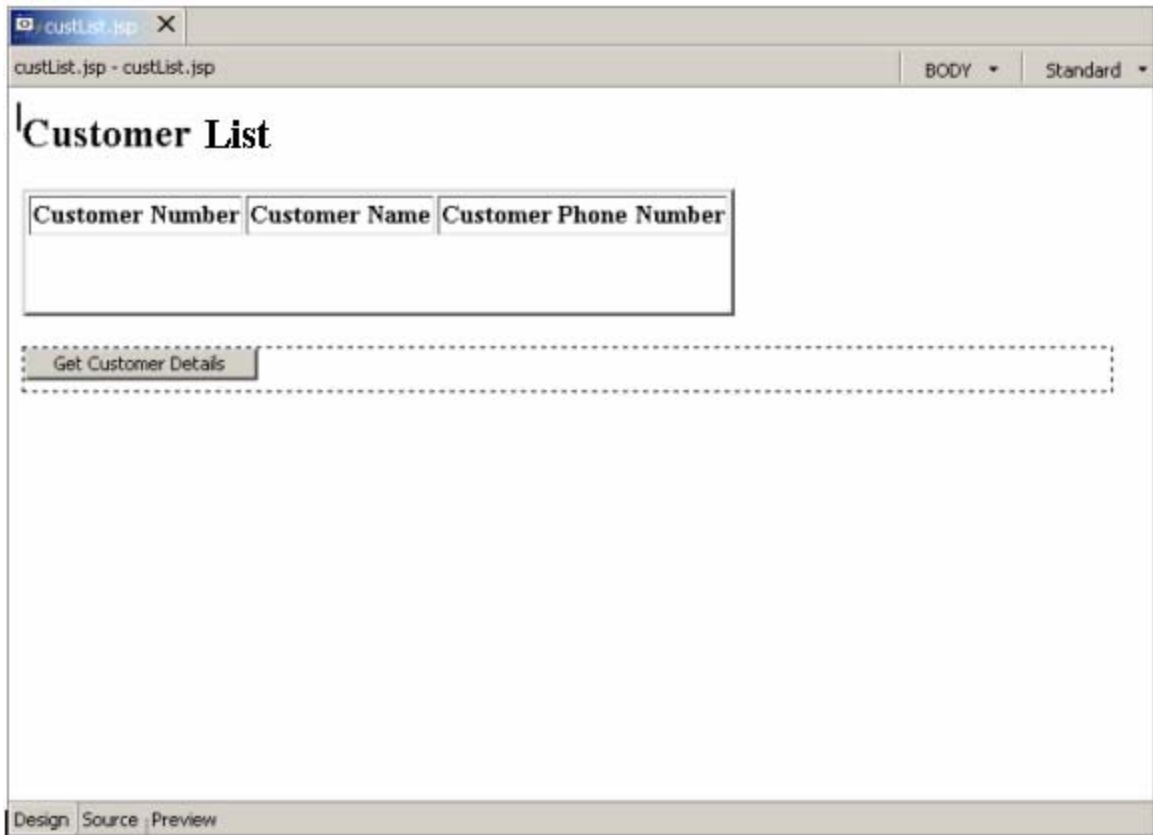 custList.jsp
custList.jsp - custList.jsp BODY Standard
Customer List
Customer Number Customer Name Customer Phone Number
Get Customer Details
Design Source Preview